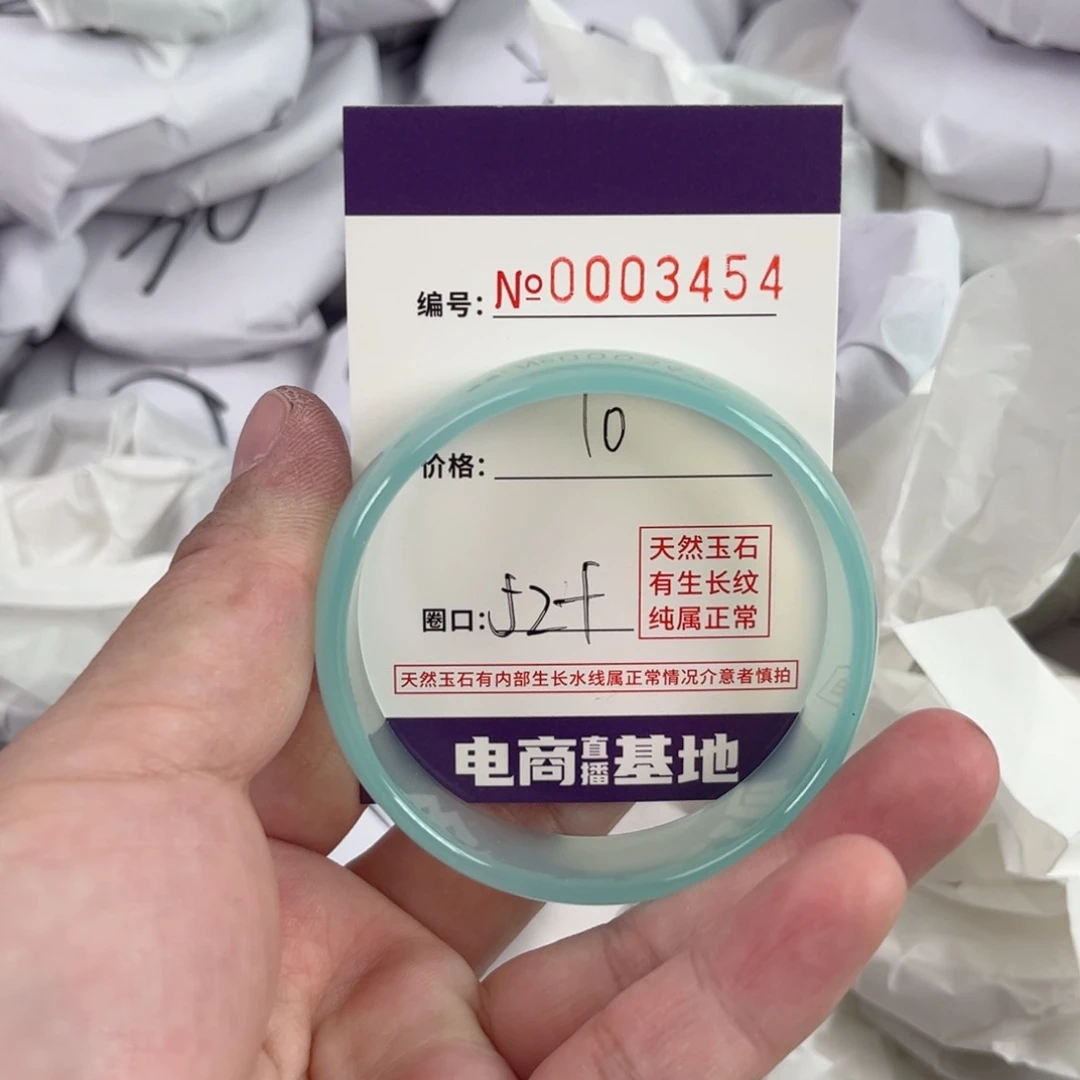 编号: №0003454
价格: 10
圈口: 52+
天然玉石
有生长纹
纯属正常
天然玉石有内部生长水线属正常情况介意者慎拍
电商直播基地